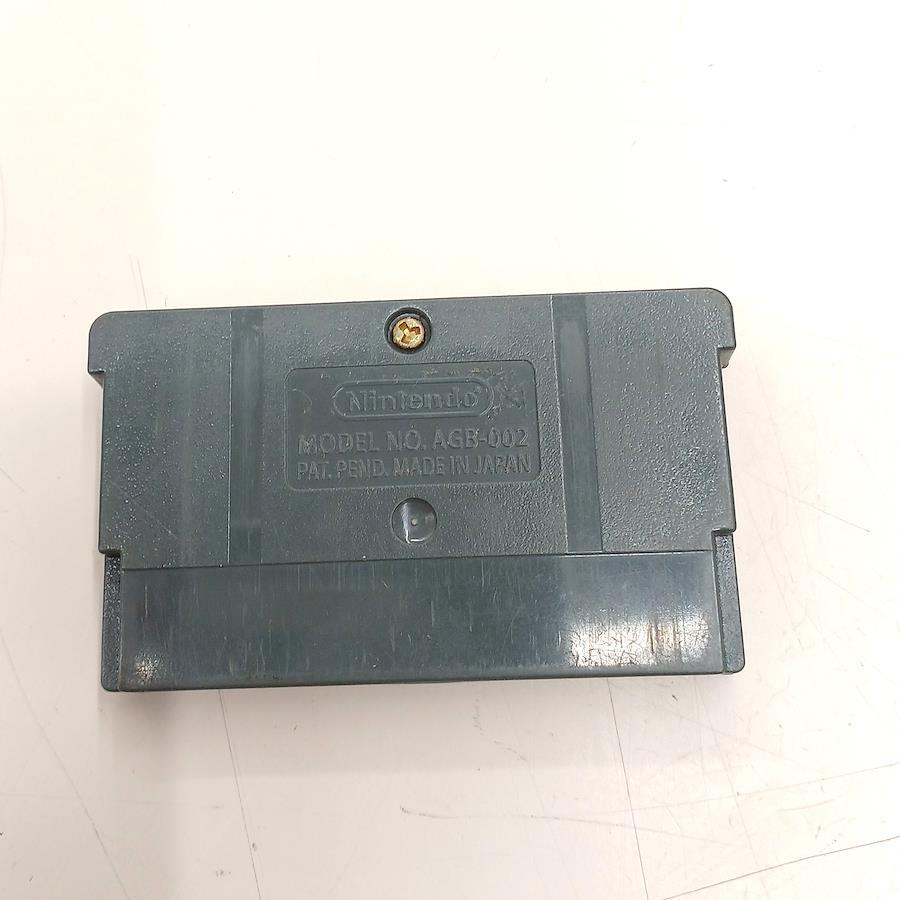 Nintendo®
MODEL NO. AGB-002
PAT. PEND. MADE IN JAPAN